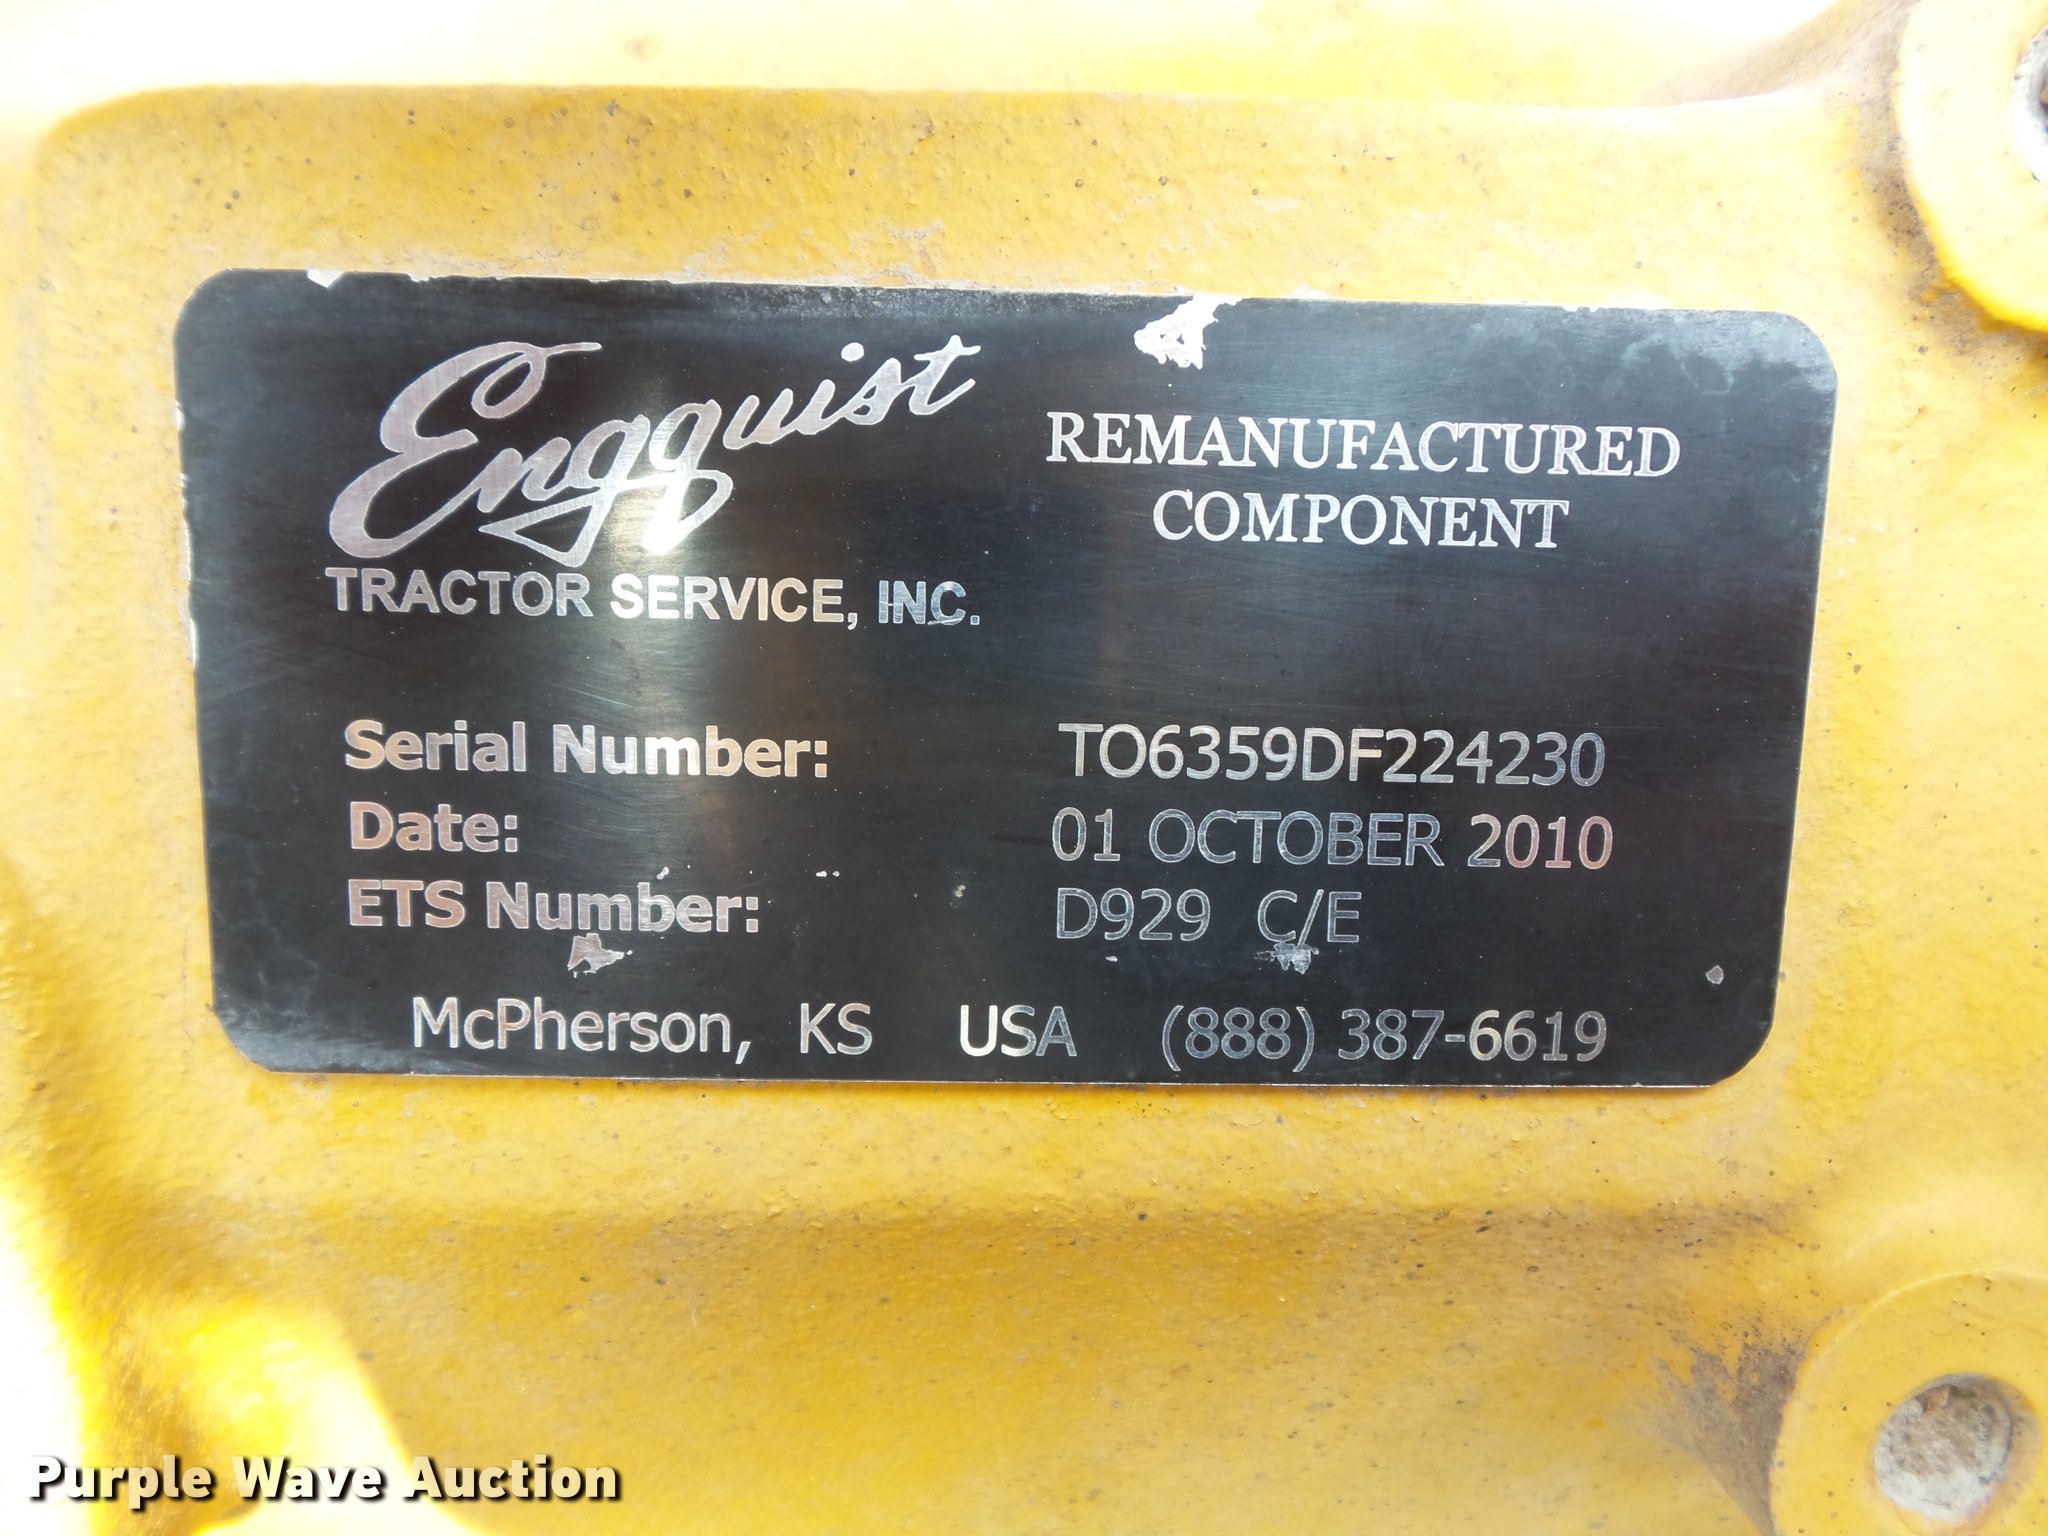 Engquist
TRACTOR SERVICE, INC.
REMANUFACTURED
COMPONENT
Serial Number: TO6359DF224230
Date: 01 OCTOBER 2010
ETS Number: D929 C/E
McPherson, KS USA (888) 387-6619
Purple Wave Auction